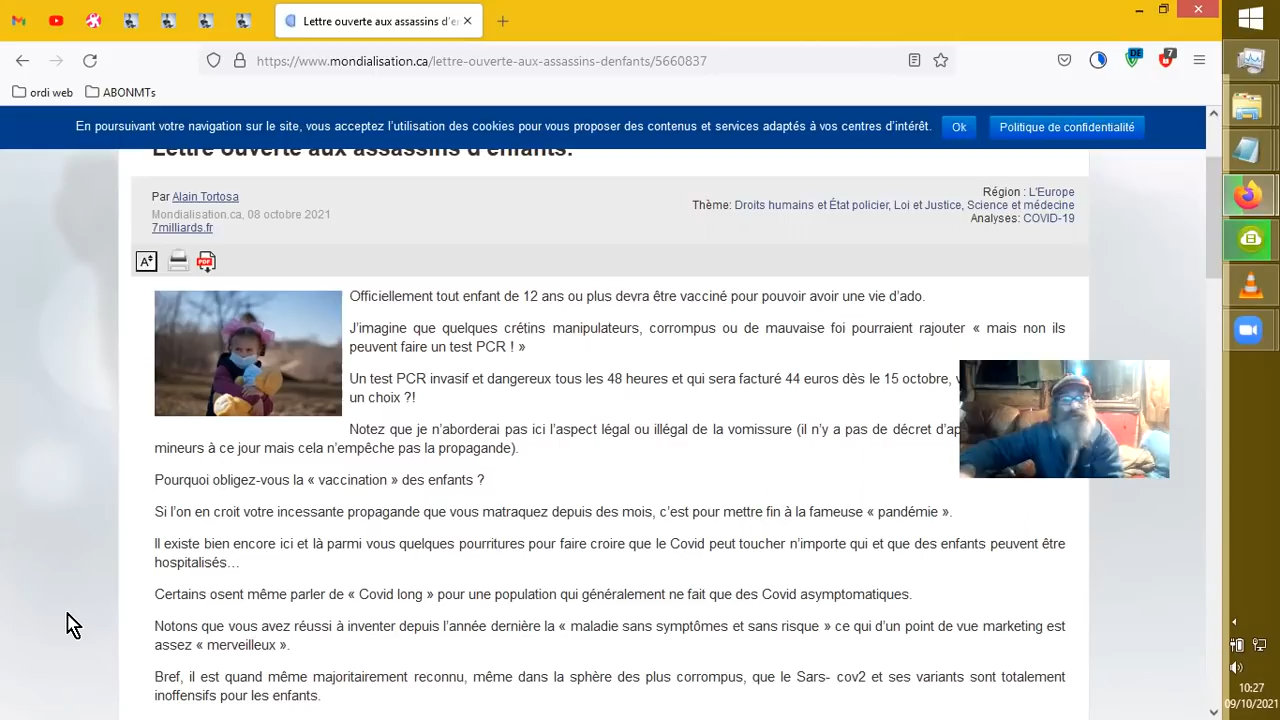 Lettre ouverte aux assassins d'e
https://www.mondialisation.ca/lettre-ouverte-aux-assassins-denfants/5660837
DE
7
ordi web
ABONMTs
En poursuivant votre navigation sur le site, vous acceptez l'utilisation des cookies pour vous proposer des contenus et services adaptés à vos centres d'intérêt.
Ok
Politique de confidentialité
Lettre ouverte aux assassins d'enfants.
Par Alain Tortosa
Mondialisation.ca, 08 octobre 2021
7milliards.fr
Région : L'Europe
Thème: Droits humains et État policier, Loi et Justice, Science et médecine
Analyses: COVID-19
A
PDF
Officiellement tout enfant de 12 ans ou plus devra être vacciné pour pouvoir avoir une vie d'ado.
J'imagine que quelques crétins manipulateurs, corrompus ou de mauvaise foi pourraient rajouter « mais non ils
peuvent faire un test PCR ! »
Un test PCR invasif et dangereux tous les 48 heures et qui sera facturé 44 euros dès le 15 octobre,
un choix ?!
Notez que je n'aborderai pas ici l'aspect légal ou illégal de la vomissure (il n'y a pas de décret
mineurs à ce jour mais cela n'empêche pas la propagande).
Pourquoi obligez-vous la « vaccination » des enfants ?
Si l'on en croit votre incessante propagande que vous matraquez depuis des mois, c'est pour mettre fin à la fameuse « pandémie ».
Il existe bien encore ici et là parmi vous quelques pourritures pour faire croire que le Covid peut toucher n'importe qui et que des enfants peuvent être
hospitalisés…
Certains osent même parler de « Covid long » pour une population qui généralement ne fait que des Covid asymptomatiques.
Notons que vous avez réussi à inventer depuis l'année dernière la « maladie sans symptômes et sans risque » ce qui d'un point de vue marketing est
assez « merveilleux ».
Bref, il est quand même majoritairement reconnu, même dans la sphère des plus corrompus, que le Sars- cov2 et ses variants sont totalement
inoffensifs pour les enfants.
10:27
09/10/2021